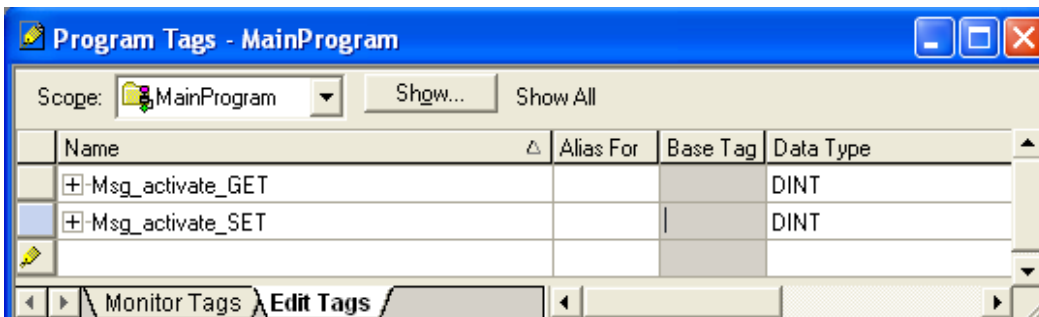 Program Tags - MainProgram
Scope: MainProgram Show... Show All
Name Alias For Base Tag Data Type
Msg_activate_GET DINT
Msg_activate_SET DINT
Monitor Tags Edit Tags